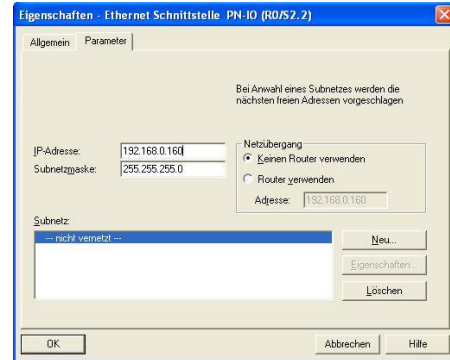 Eigenschaften - Ethernet Schnittstelle PN-IO (R0/S2.2)
Allgemein Parameter
Bei Anwahl eines Subnetzes werden die
nächsten freien Adressen vorgeschlagen
IP-Adresse: 192.168.0.160
Subnetzmaske: 255.255.255.0
Netzübergang
Keinen Router verwenden
Router verwenden
Adresse: 192.168.0.160
Subnetz:
--- nicht vernetzt ---
Neu...
Eigenschaften...
Löschen
OK Abbrechen Hilfe